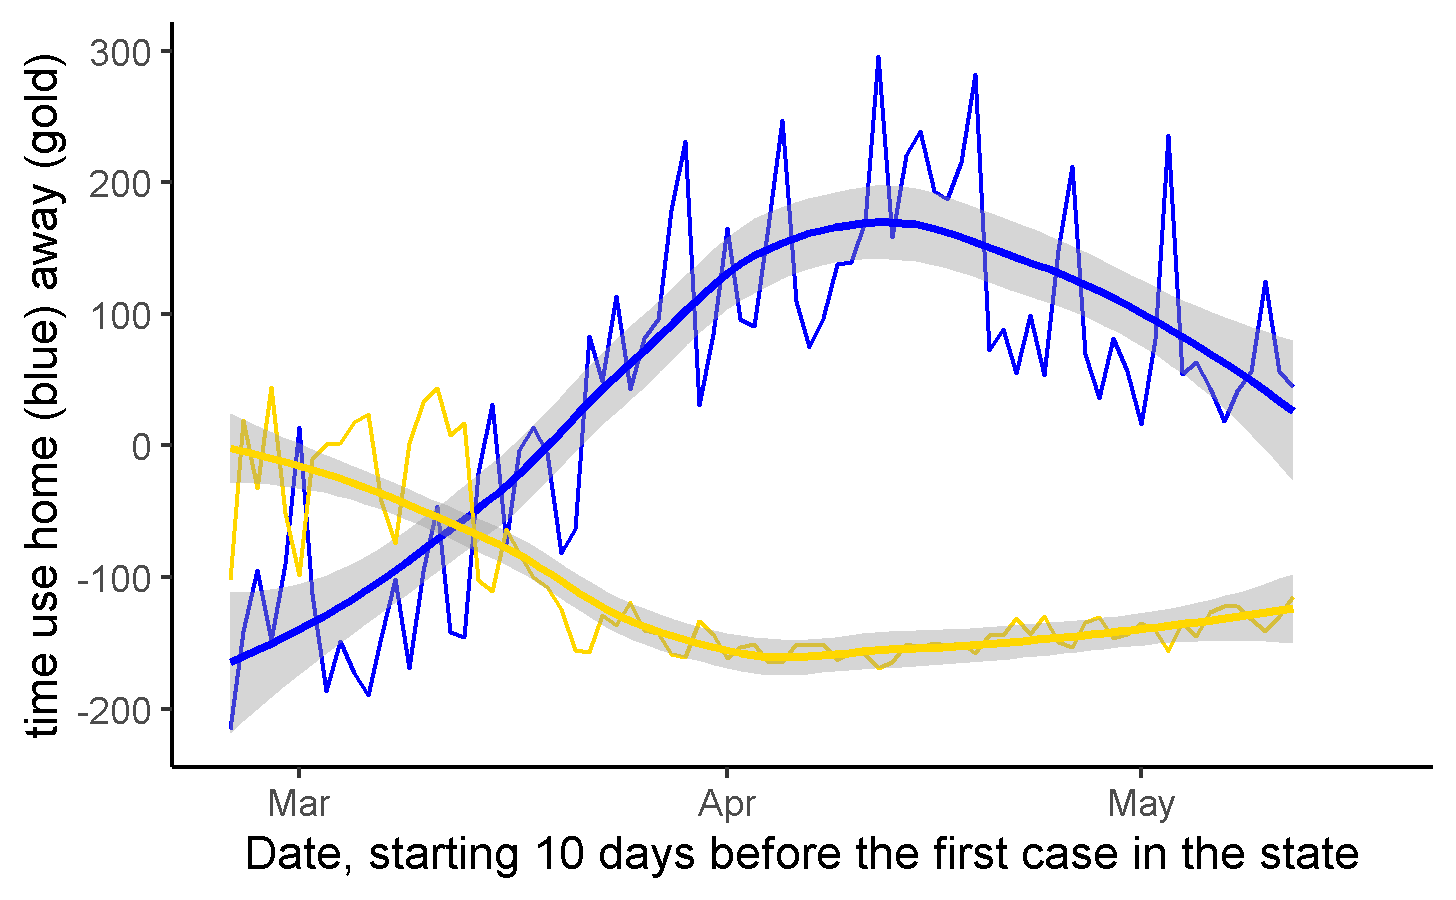 time use home (blue) away (gold)
300
200
100
0
-100
-200
Mar
Apr
May
Date, starting 10 days before the first case in the state